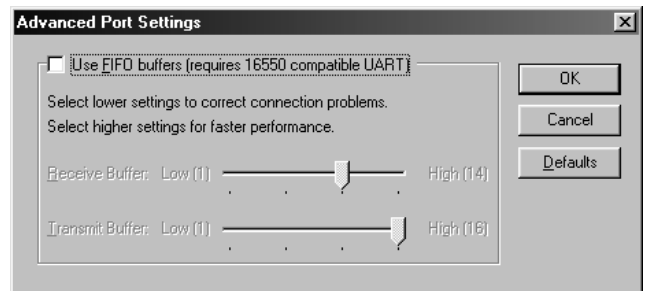 Advanced Port Settings
Use FIFO buffers (requires 16550 compatible UART)
OK
Select lower settings to correct connection problems.
Select higher settings for faster performance.
Cancel
Defaults
Receive Buffer: Low (1) High (14)
Transmit Buffer: Low (1) High (16)